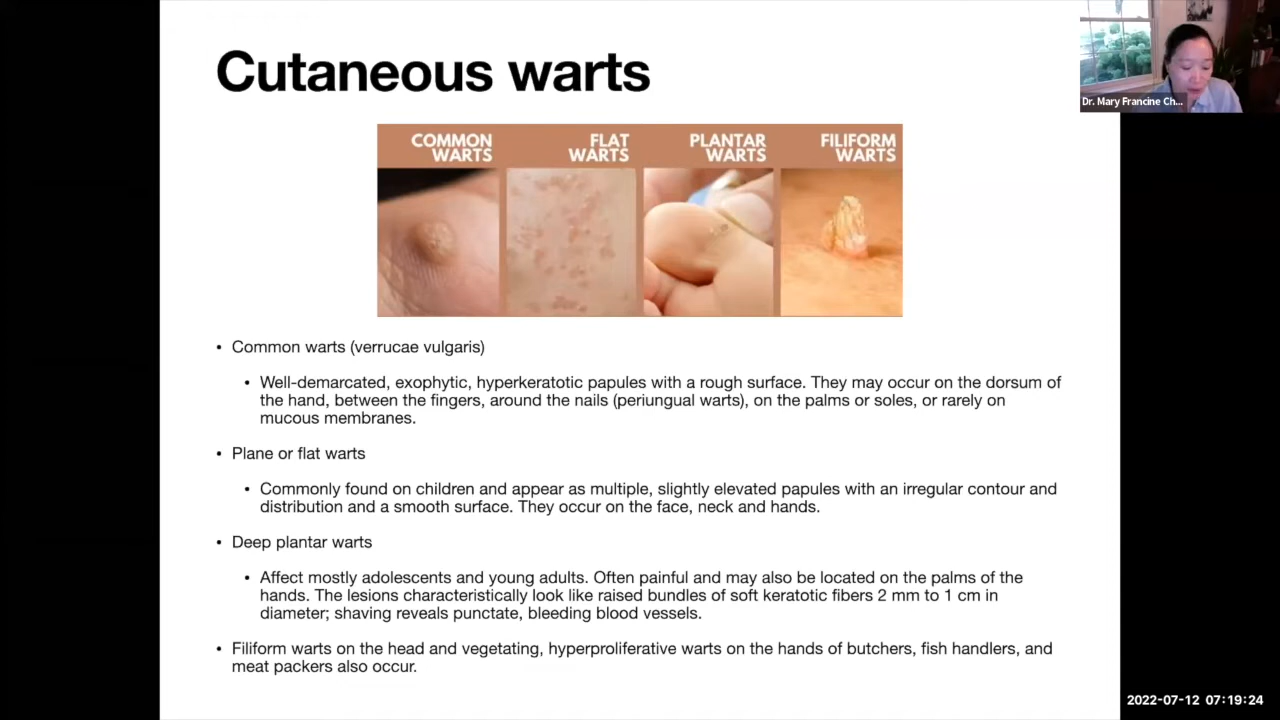 Cutaneous warts
COMMON
WARTS
FLAT
WARTS
PLANTAR
WARTS
FILIFORM
WARTS
Dr. Mary Francine Ch...
• Common warts (verrucae vulgaris)
• Well-demarcated, exophytic, hyperkeratotic papules with a rough surface. They may occur on the dorsum of
the hand, between the fingers, around the nails (periungual warts), on the palms or soles, or rarely on
mucous membranes.
• Plane or flat warts
• Commonly found on children and appear as multiple, slightly elevated papules with an irregular contour and
distribution and a smooth surface. They occur on the face, neck and hands.
• Deep plantar warts
• Affect mostly adolescents and young adults. Often painful and may also be located on the palms of the
hands. The lesions characteristically look like raised bundles of soft keratotic fibers 2 mm to 1 cm in
diameter; shaving reveals punctate, bleeding blood vessels.
• Filiform warts on the head and vegetating, hyperproliferative warts on the hands of butchers, fish handlers, and
meat packers also occur.
2022-07-12 07:19:24